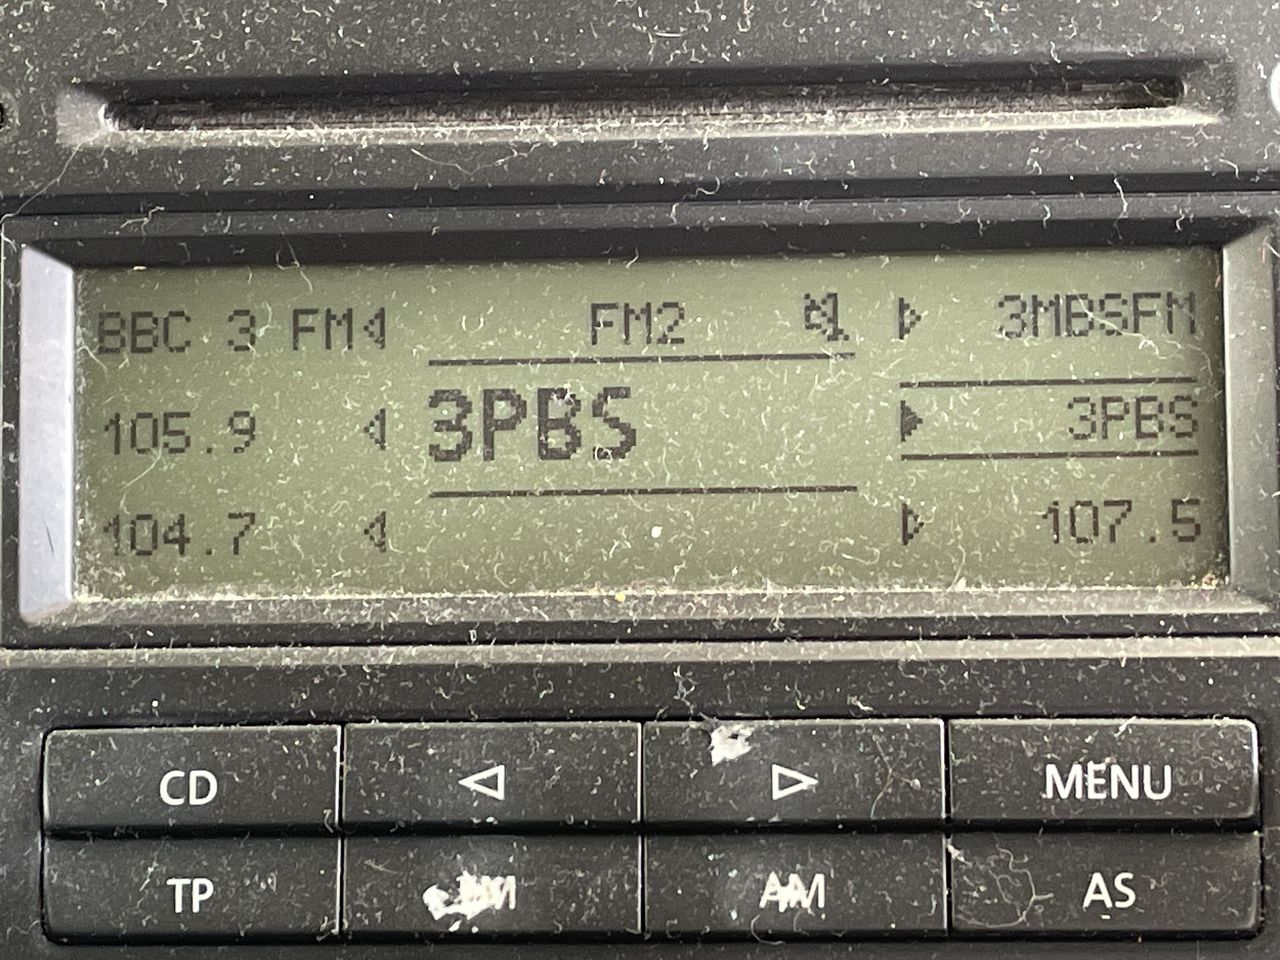 BBC 3 FM FM2 3MBSFM
105.9 3PBS 3PBS
104.7 107.5
CD MENU
TP AM AS